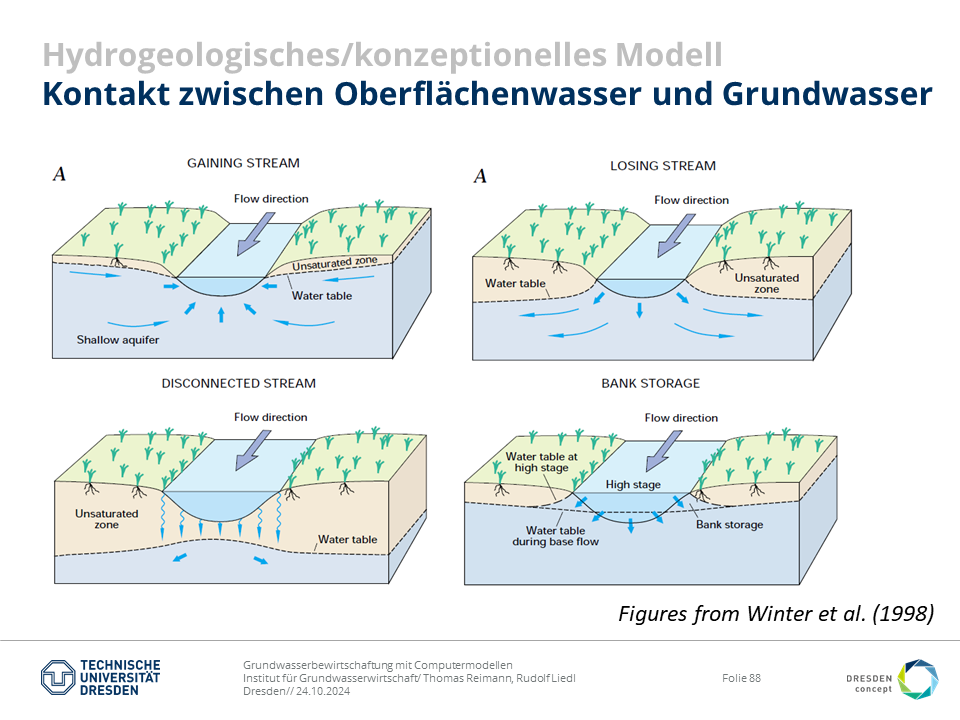 Hydrogeologisches/konzeptionelles Modell
Kontakt zwischen Oberflächenwasser und Grundwasser
A
GAINING STREAM
Flow direction
Unsaturated zone
Water table
Shallow aquifer
A
LOSING STREAM
Flow direction
Water table
Unsaturated
zone
DISCONNECTED STREAM
Flow direction
Unsaturated
zone
Water table
BANK STORAGE
Flow direction
Water table at
high stage
High stage
Water table
during base flow
Bank storage
Figures from Winter et al. (1998)
TECHNISCHE
UNIVERSITÄT
DRESDEN
Grundwasserbewirtschaftung mit Computermodellen
Institut für Grundwasserwirtschaft/ Thomas Reimann, Rudolf Liedl
Dresden// 24.10.2024
Folie 88
DRESDEN
concept